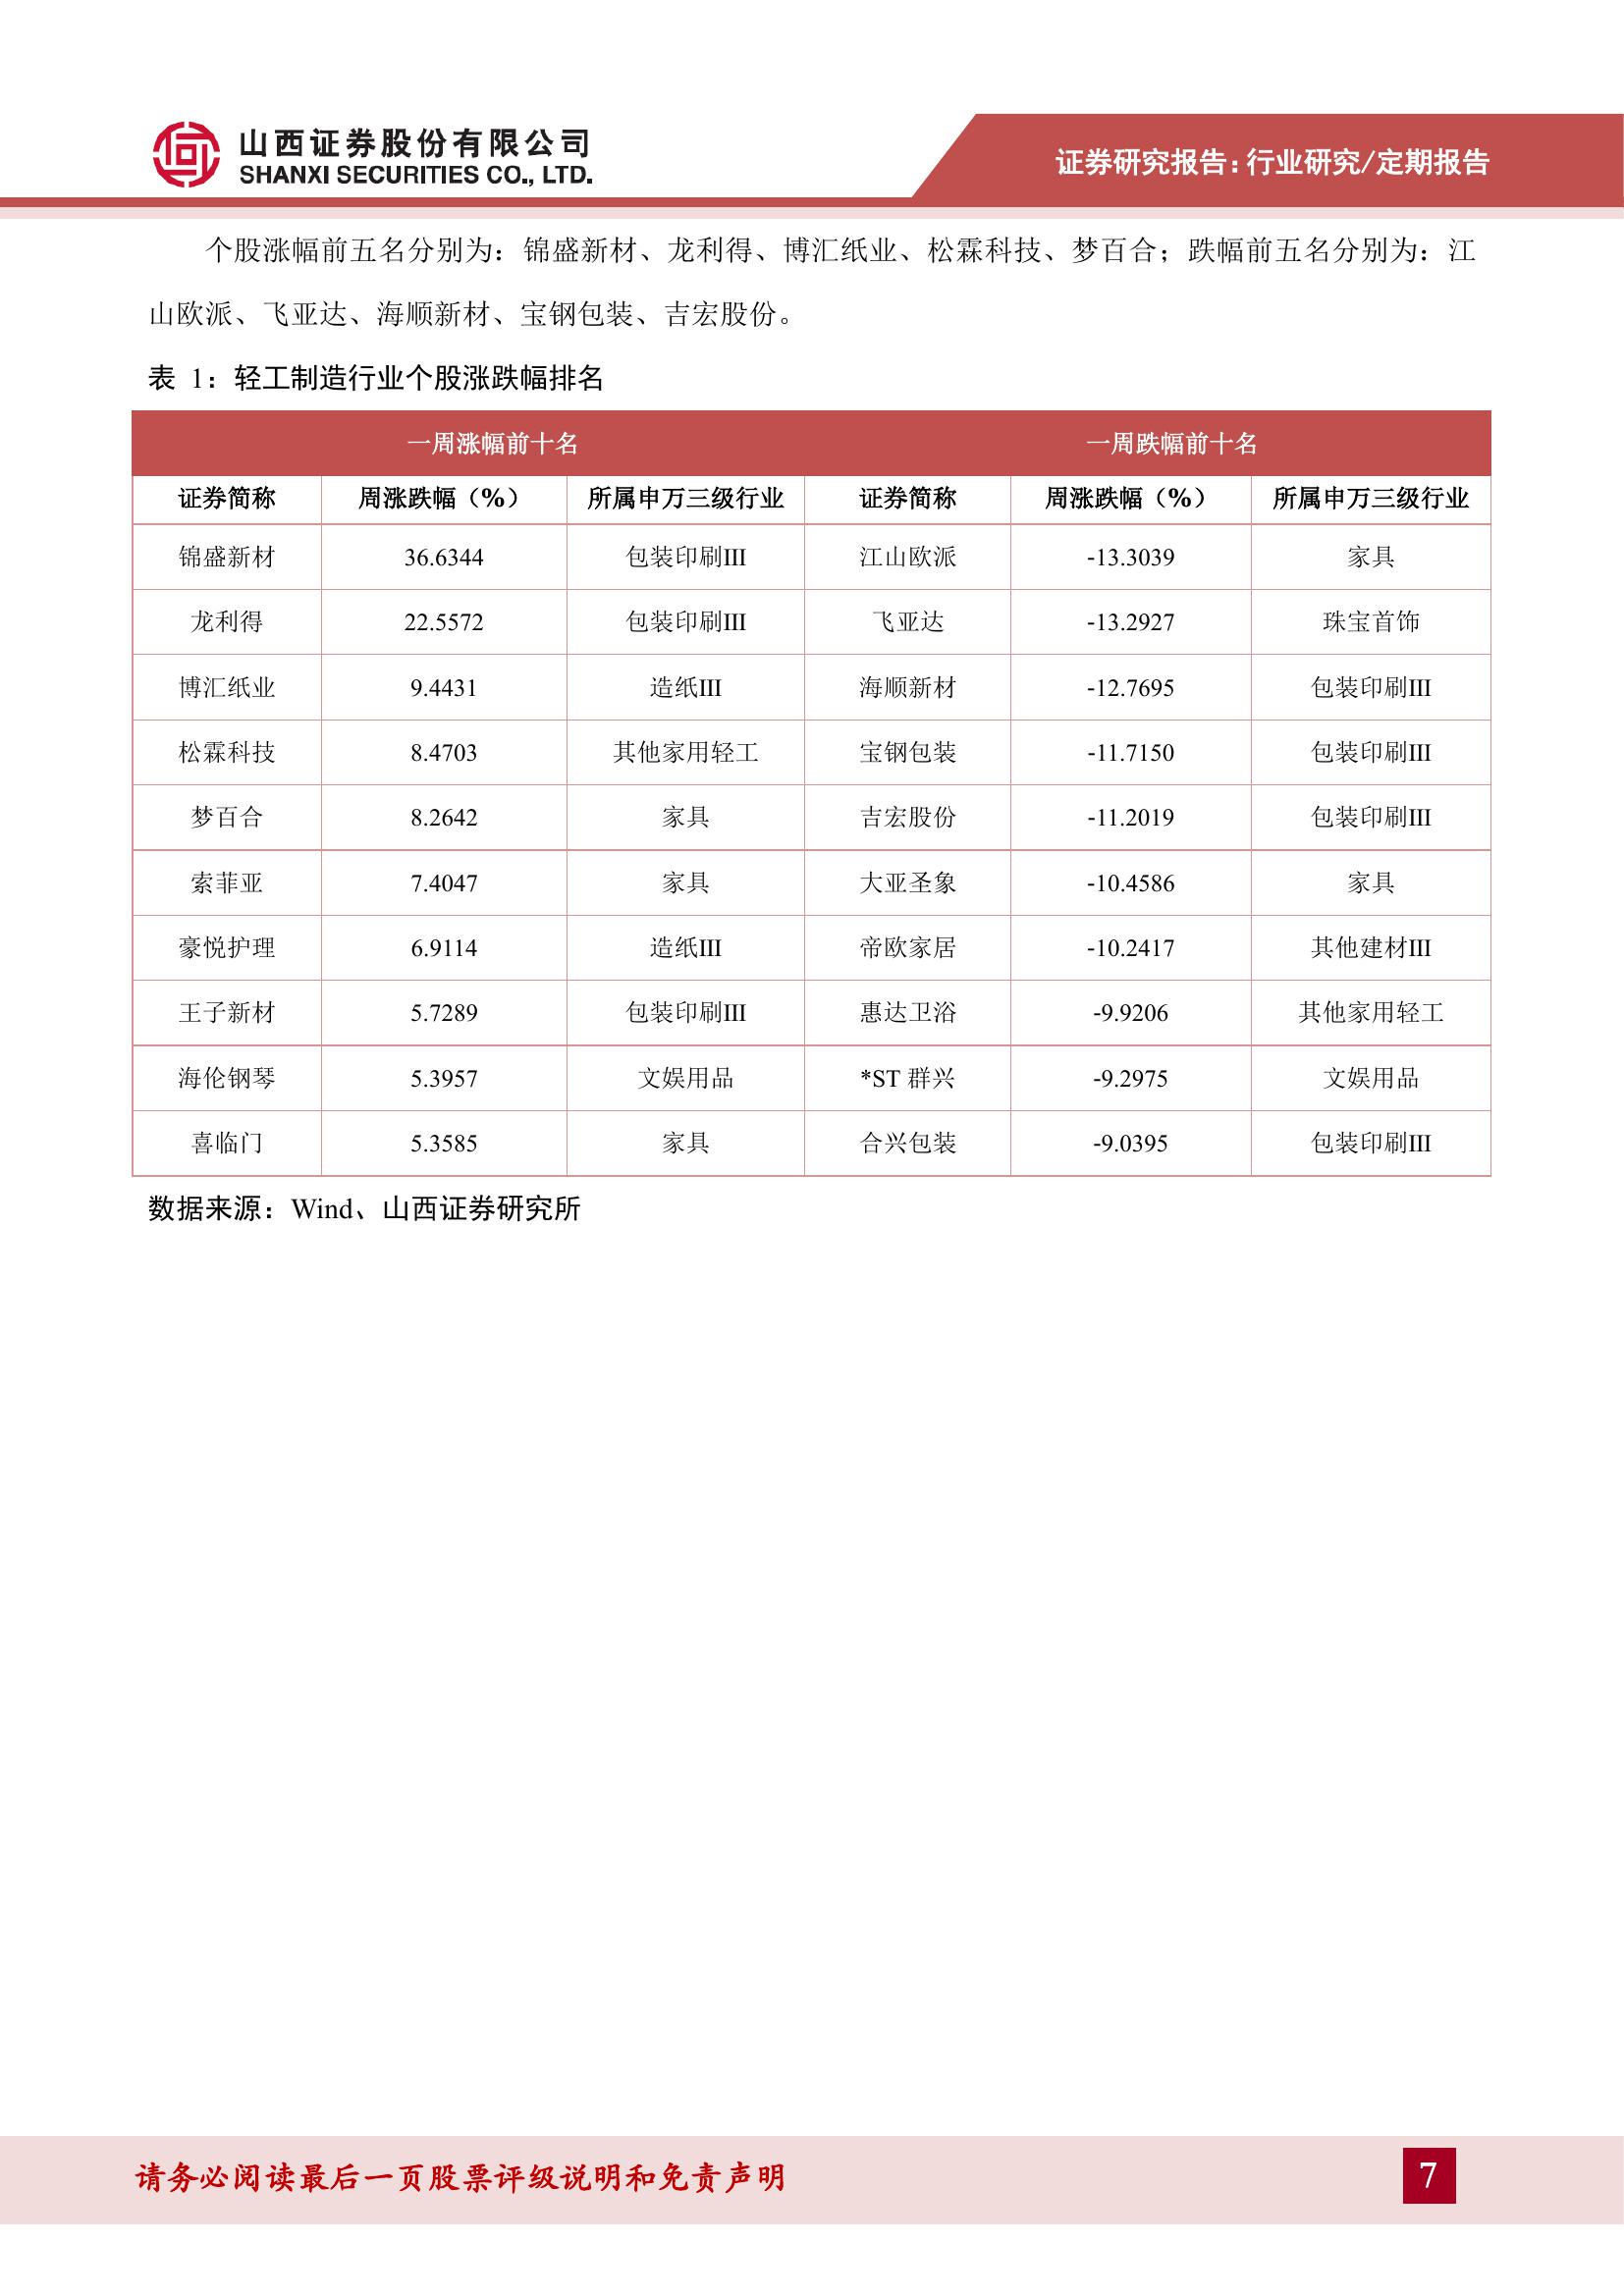 山西证券股份有限公司
SHANXI SECURITIES CO., LTD.
证券研究报告：行业研究/定期报告
个股涨幅前五名分别为：锦盛新材、龙利得、博汇纸业、松霖科技、梦百合；跌幅前五名分别为：江
山欧派、飞亚达、海顺新材、宝钢包装、吉宏股份。
表 1：轻工制造行业个股涨跌幅排名
一周涨幅前十名 一周跌幅前十名
证券简称 周涨跌幅（%） 所属申万三级行业 证券简称 周涨跌幅（%） 所属申万三级行业
锦盛新材 36.6344 包装印刷III 江山欧派 -13.3039 家具
龙利得 22.5572 包装印刷III 飞亚达 -13.2927 珠宝首饰
博汇纸业 9.4431 造纸III 海顺新材 -12.7695 包装印刷III
松霖科技 8.4703 其他家用轻工 宝钢包装 -11.7150 包装印刷III
梦百合 8.2642 家具 吉宏股份 -11.2019 包装印刷III
索菲亚 7.4047 家具 大亚圣象 -10.4586 家具
豪悦护理 6.9114 造纸III 帝欧家居 -10.2417 其他建材III
王子新材 5.7289 包装印刷III 惠达卫浴 -9.9206 其他家用轻工
海伦钢琴 5.3957 文娱用品 *ST 群兴 -9.2975 文娱用品
喜临门 5.3585 家具 合兴包装 -9.0395 包装印刷III
数据来源：Wind、山西证券研究所
请务必阅读最后一页股票评级说明和免责声明
7